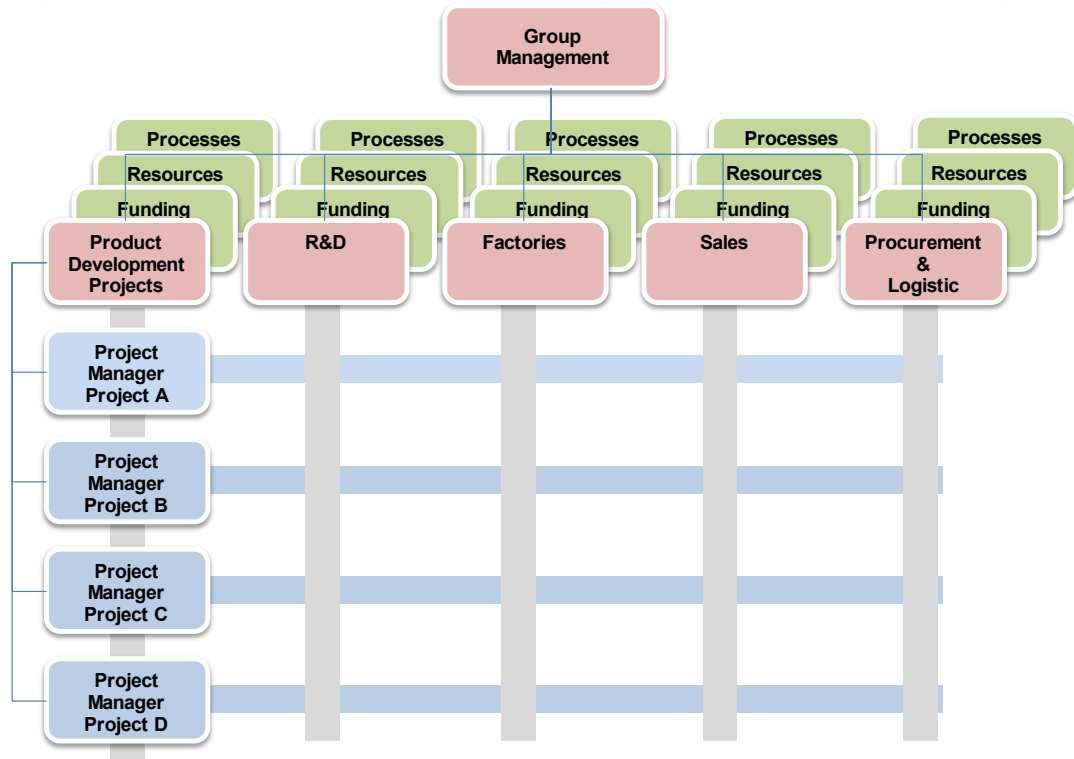 Group
Management
Processes
Processes
Processes
Processes
Processes
Resources
Resources
Resources
Resources
Resources
Funding
Funding
Funding
Funding
Funding
Product
Development
Projects
R&D
Factories
Sales
Procurement
&
Logistic
Project
Manager
Project A
Project
Manager
Project B
Project
Manager
Project C
Project
Manager
Project D